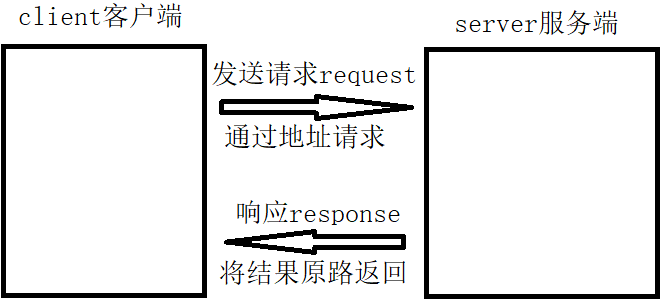 client客户端
server服务端
发送请求request
通过地址请求
响应response
将结果原路返回